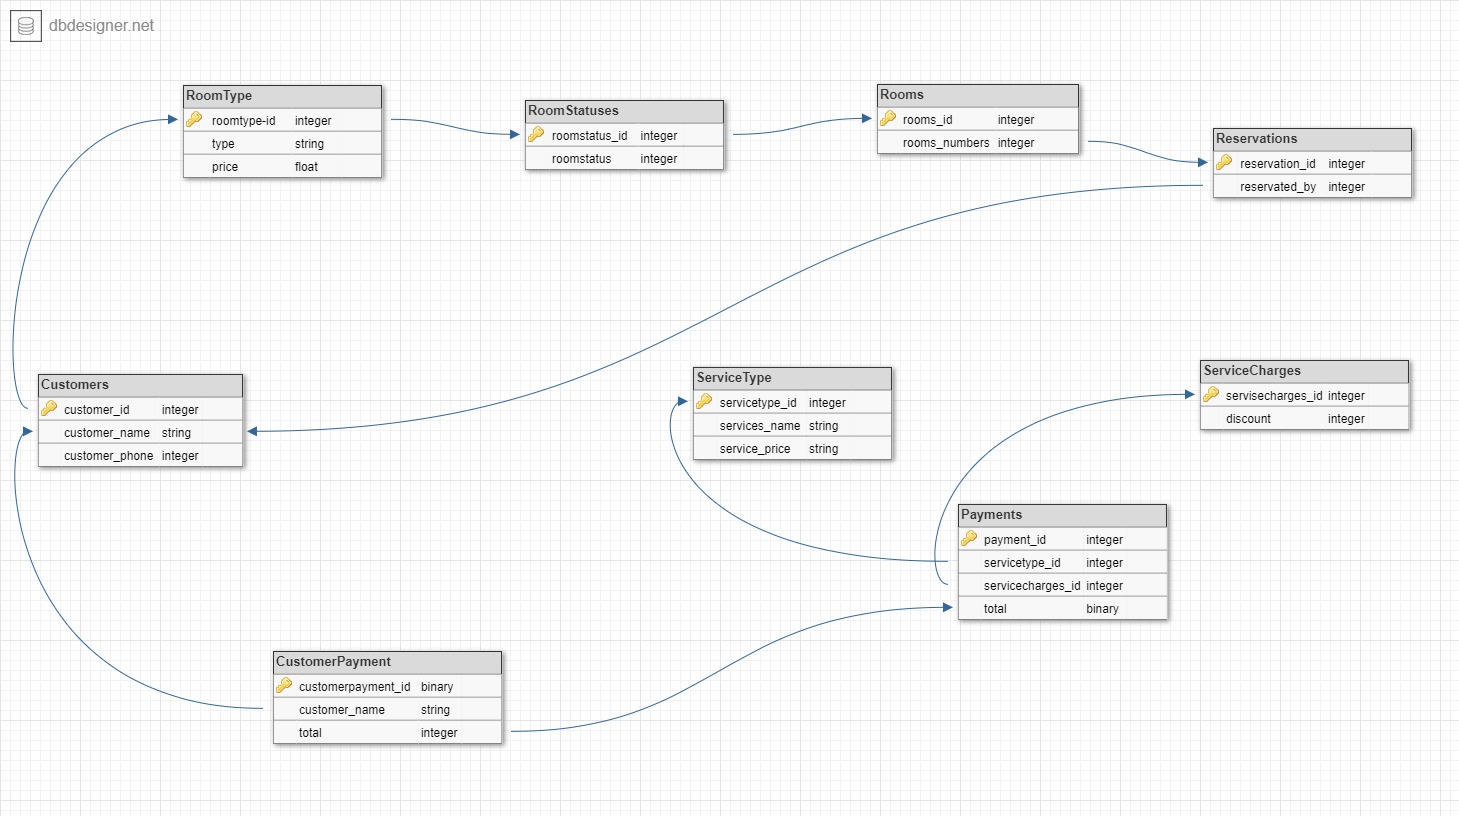 dbdesigner.net
RoomType
roomtype-id integer
type string
price float
RoomStatuses
roomstatus_id integer
roomstatus integer
Rooms
rooms_id integer
rooms_numbers integer
Reservations
reservation_id integer
reservated_by integer
Customers
customer_id integer
customer_name string
customer_phone integer
ServiceType
servicetype_id integer
services_name string
service_price string
ServiceCharges
servisecharges_id integer
discount integer
Payments
payment_id integer
servicetype_id integer
servicecharges_id integer
total binary
CustomerPayment
customerpayment_id binary
customer_name string
total integer